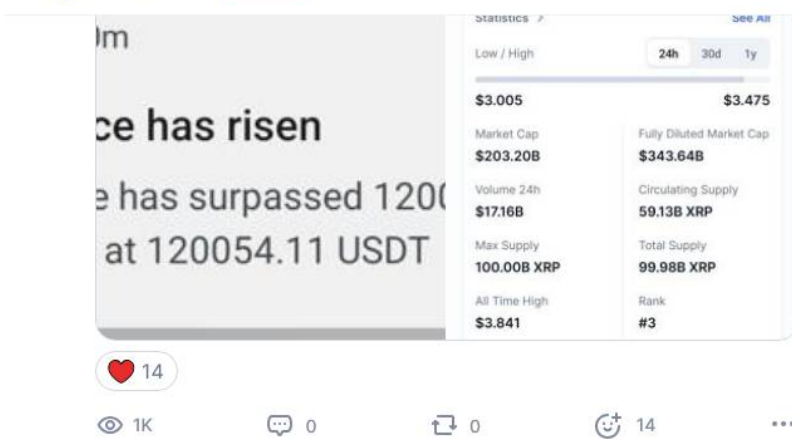 ce has risen
e has surpassed 120
at 120054.11 USDT
Statistics
See All
Low / High
24h 30d 1y
$3.005
$3.475
Market Cap
$203.20B
Fully Diluted Market Cap
$343.64B
Volume 24h
$17.16B
Circulating Supply
59.13B XRP
Max Supply
100.00B XRP
Total Supply
99.98B XRP
All Time High
$3.841
Rank
#3
14
1K
0
0
14